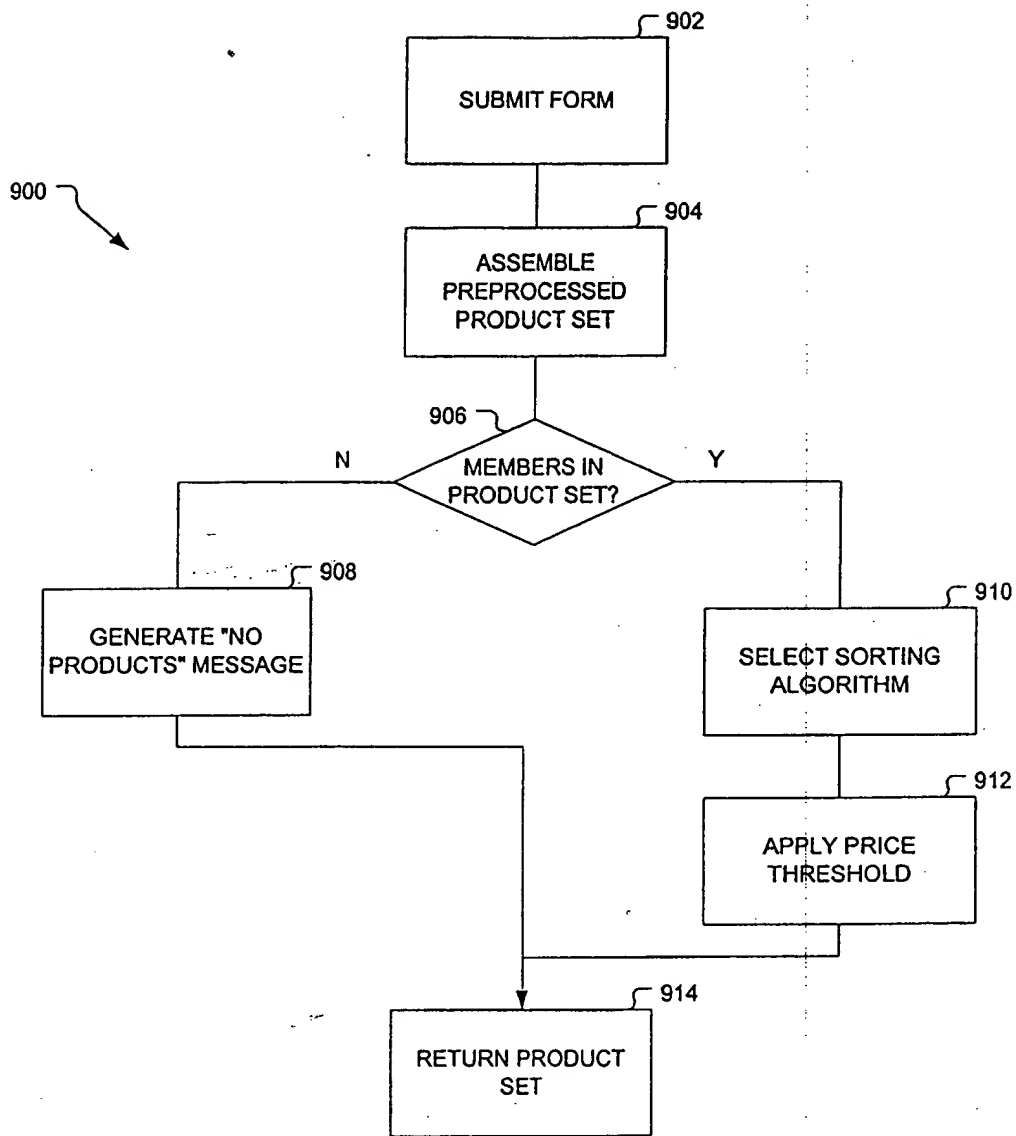 902
SUBMIT FORM
900
904
ASSEMBLE
PREPROCESSED
PRODUCT SET
906
N
MEMBERS IN
PRODUCT SET?
Y
908
GENERATE "NO
PRODUCTS" MESSAGE
910
SELECT SORTING
ALGORITHM
912
APPLY PRICE
THRESHOLD
914
RETURN PRODUCT
SET